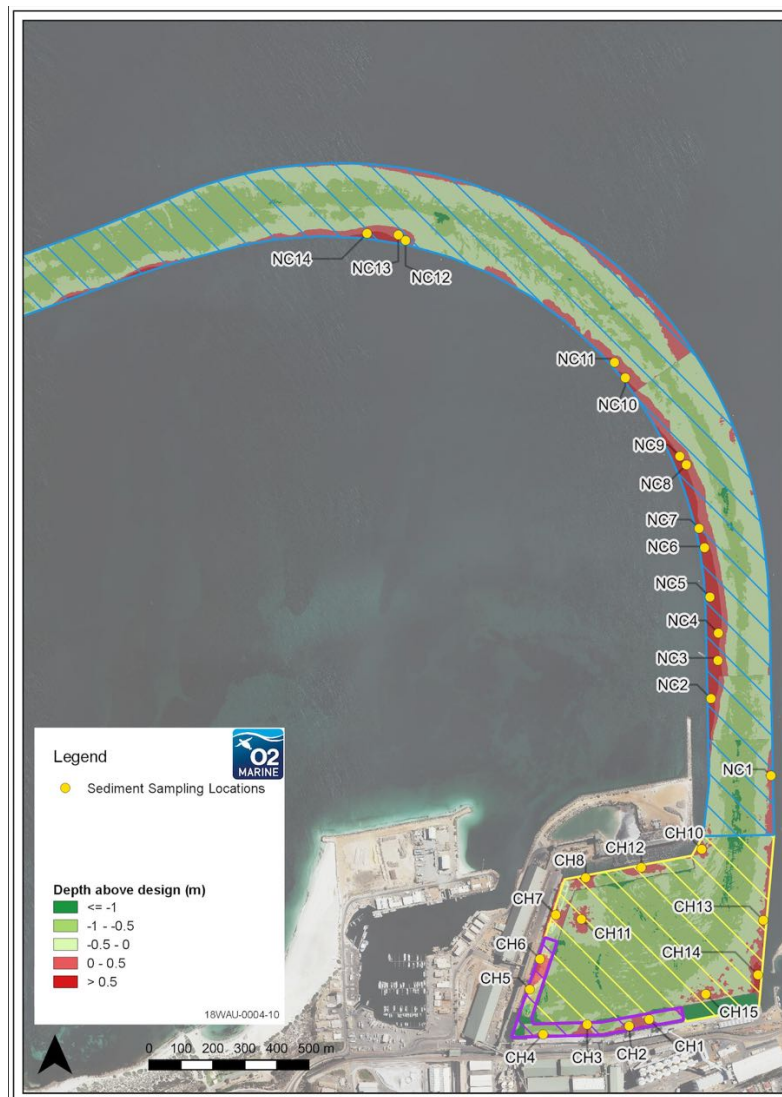 NC14
NC13
NC12
NC11
NC10
NC9
NC8
NC7
NC6
NC5
NC4
NC3
NC2
NC1
CH10
CH12
CH8
CH7
CH11
CH13
CH6
CH14
CH5
CH15
CH4
CH3
CH2
CH1
Legend
O2
MARINE
Sediment Sampling Locations
Depth above design (m)
<= -1
-1 - -0.5
-0.5 - 0
0 - 0.5
> 0.5
18WAU-0004-10
0 100 200 300 400 500 m